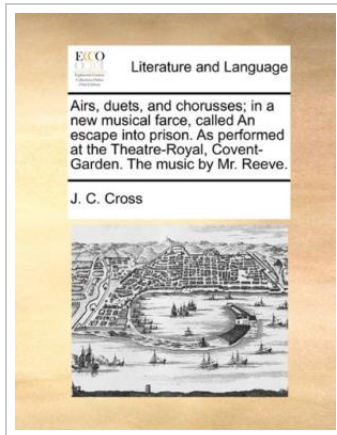 ECCO
Literature and Language
Airs, duets, and chorusses; in a
new musical farce, called An
escape into prison. As performed
at the Theatre-Royal, Covent-
Garden. The music by Mr. Reeve.
J. C. Cross